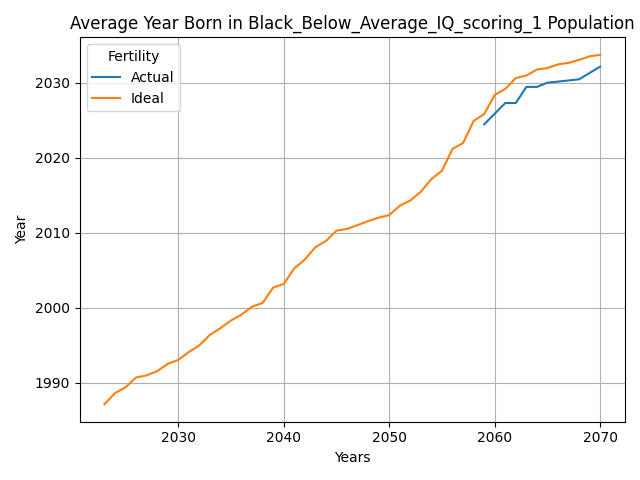 Average Year Born in Black_Below_Average_IQ_scoring_1 Population
Fertility
Actual
Ideal
Year
2030
2020
2010
2000
1990
2030 2040 2050 2060 2070
Years